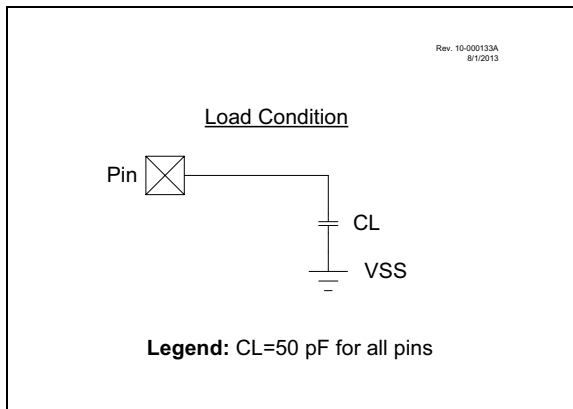 Rev. 10-000133A
8/1/2013
Load Condition
Pin
CL
VSS
Legend: CL=50 pF for all pins